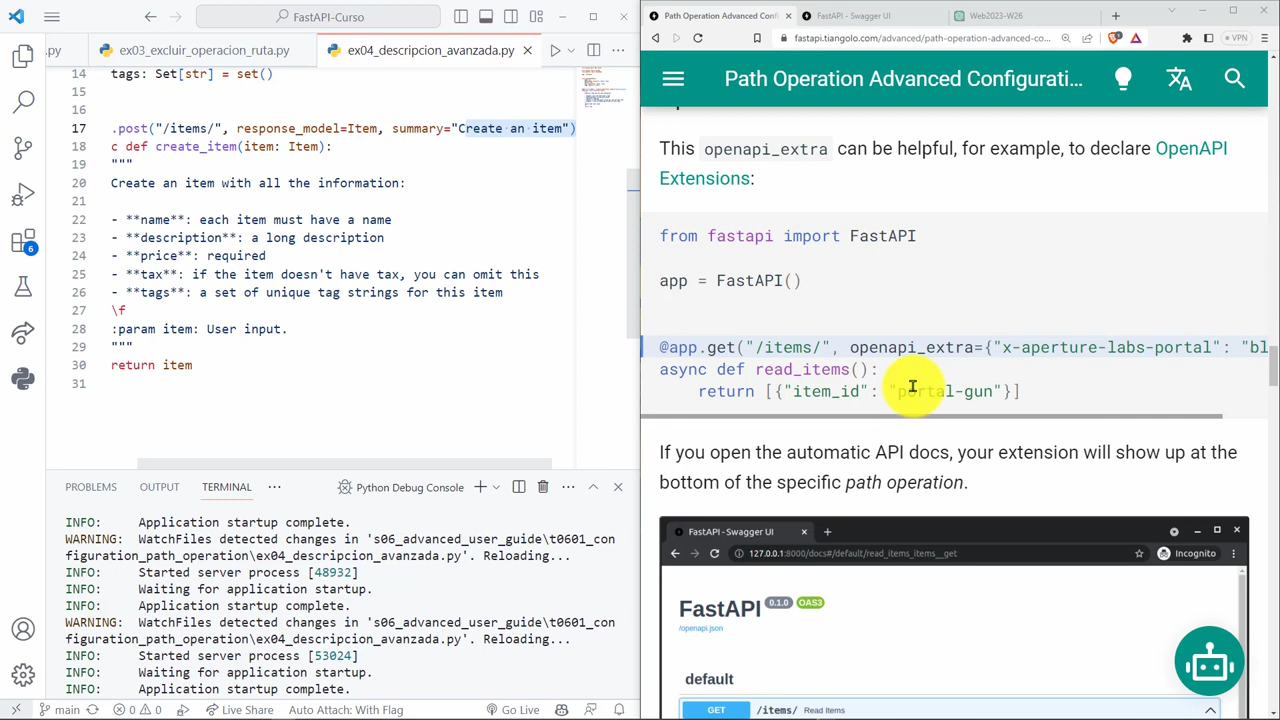 FastAPI-Curso
.py
ex03_excluir_operacion_ruta.py
ex04_descripcion_avanzada.py
14 tags: Set[str] = set()
15
16
17 .post("/items/", response_model=Item, summary="Create an item")
18 c def create_item(item: Item):
19 """
20 Create an item with all the information:
21
22 - **name**: each item must have a name
23 - **description**: a long description
24 - **price**: required
25 - **tax**: if the item doesn't have tax, you can omit this
26 - **tags**: a set of unique tag strings for this item
27 \f
28 :param item: User input.
29 """
30 return item
31
6
PROBLEMS OUTPUT TERMINAL ··· Python Debug Console
INFO: Application startup complete.
WARNING: WatchFiles detected changes in 's06_advanced_user_guide\t0601_con
figuration_path_operation\ex04_descripcion_avanzada.py'. Reloading...
INFO: Started server process [48932]
INFO: Waiting for application startup.
INFO: Application startup complete.
WARNING: WatchFiles detected changes in 's06_advanced_user_guide\t0601_con
figuration_path_operation\ex04_descripcion_avanzada.py'. Reloading...
INFO: Started server process [53024]
INFO: Waiting for application startup.
INFO: Application startup complete.
main 0 0 Live Share Auto Attach: With Flag Go Live
Path Operation Advanced Confi
FastAPI - Swagger UI
Web2023-W26
fastapi.tiangolo.com/advanced/path-operation-advanced-co...
VPN
Path Operation Advanced Configurati...
This openapi_extra can be helpful, for example, to declare OpenAPI
Extensions:
from fastapi import FastAPI
app = FastAPI()
@app.get("/items/", openapi_extra={"x-aperture-labs-portal": "bl
async def read_items():
return [{"item_id": "portal-gun"}]
If you open the automatic API docs, your extension will show up at the
bottom of the specific path operation.
FastAPI - Swagger UI
127.0.0.1:8000/docs#/default/read_items_items__get
Incognito
FastAPI 0.1.0 OAS3
/openapi.json
default
GET /items/ Read Items